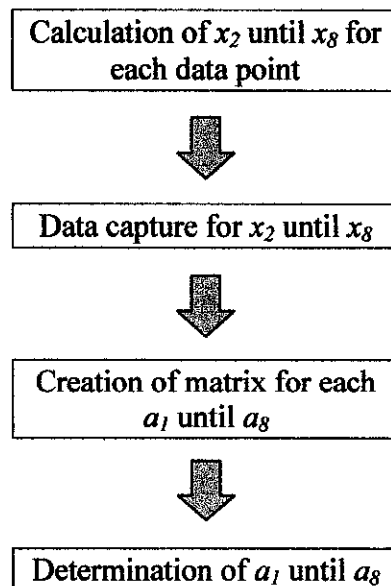 Calculation of x₂ until x₈ for
each data point
Data capture for x₂ until x₈
Creation of matrix for each
a₁ until a₈
Determination of a₁ until a₈